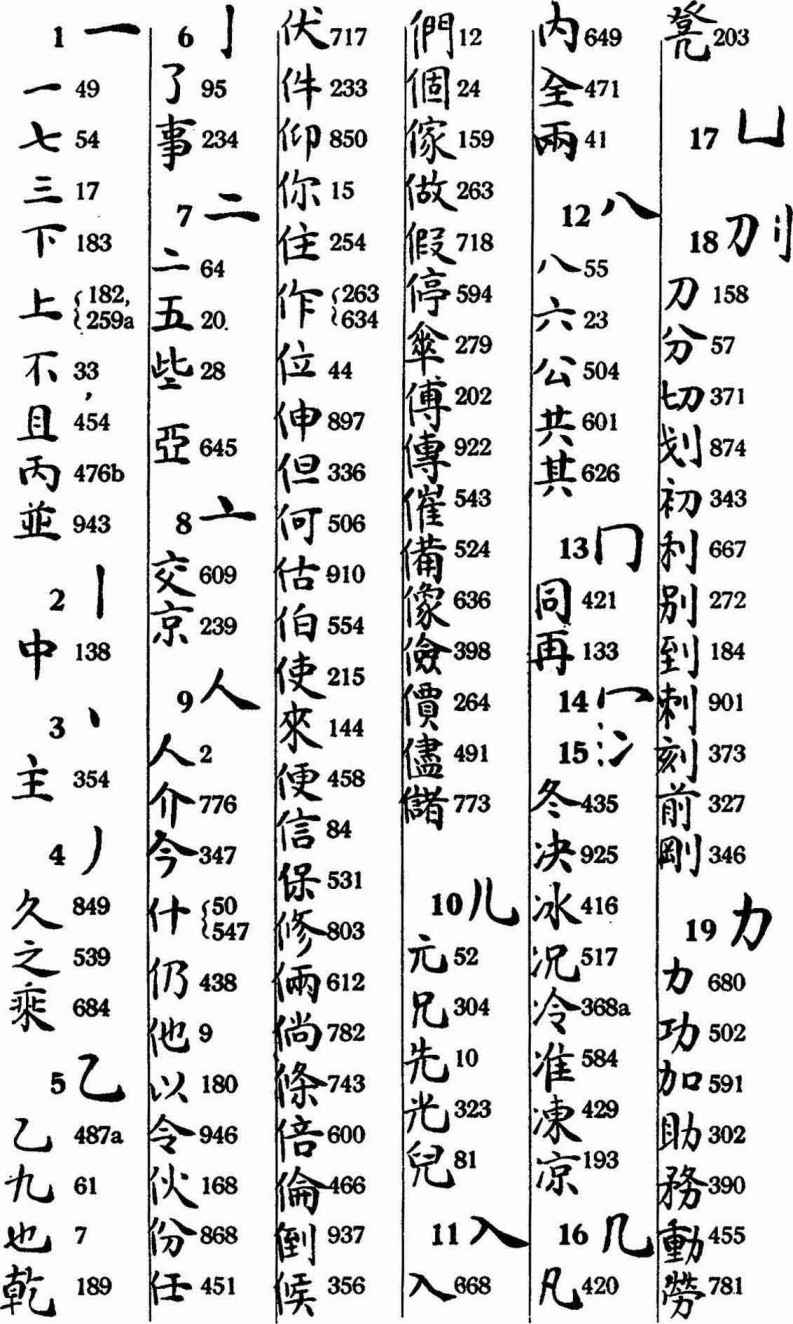 1 一
一 49
七 54
三 17
下 183
上 {182,
259a
不 33
且 454
丙 476b
並 943
2 丨
中 138
3 丶
主 354
4 丿
久 849
之 539
乘 684
5 乙
乙 487a
九 61
也 7
乾 189
6 亅
了 95
事 234
7 二
二 64
五 20
些 28
亞 645
8 亠
交 609
京 239
9 人
人 2
介 776
今 347
什 {50
547
仍 438
他 9
以 180
令 946
伙 168
份 868
任 451
伏 717
件 233
仰 850
你 15
住 254
作 {263
634
位 44
伸 897
但 336
何 506
估 910
伯 554
使 215
來 144
便 458
信 84
保 531
修 803
倆 612
倘 782
條 743
倍 600
倫 466
倒 937
候 356
們 12
個 24
傢 159
做 263
假 718
停 594
傘 279
傅 202
傳 922
催 543
備 524
像 636
儉 398
價 264
儘 491
儲 773
10 儿
元 52
兄 304
先 10
光 323
兒 81
11 入
入 668
内 649
全 471
兩 41
12 八
八 55
六 23
公 504
共 601
其 626
13 冂
同 421
再 133
14 冖
15 冫
冬 435
决 925
冰 416
况 517
冷 368a
准 584
凍 429
凉 193
16 几
凡 420
凳 203
17 凵
18 刀刂
刀 158
分 57
切 371
划 874
初 343
利 667
别 272
到 184
刺 901
刻 373
前 327
剛 346
19 力
力 680
功 502
加 591
助 302
務 390
動 455
勞 781